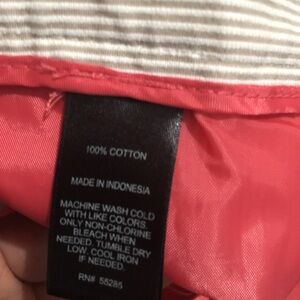 100% COTTON
MADE IN INDONESIA
MACHINE WASH COLD
WITH LIKE COLORS.
ONLY NON-CHLORINE
BLEACH WHEN
NEEDED. TUMBLE DRY
LOW. COOL IRON
IF NEEDED.
RN# 55285